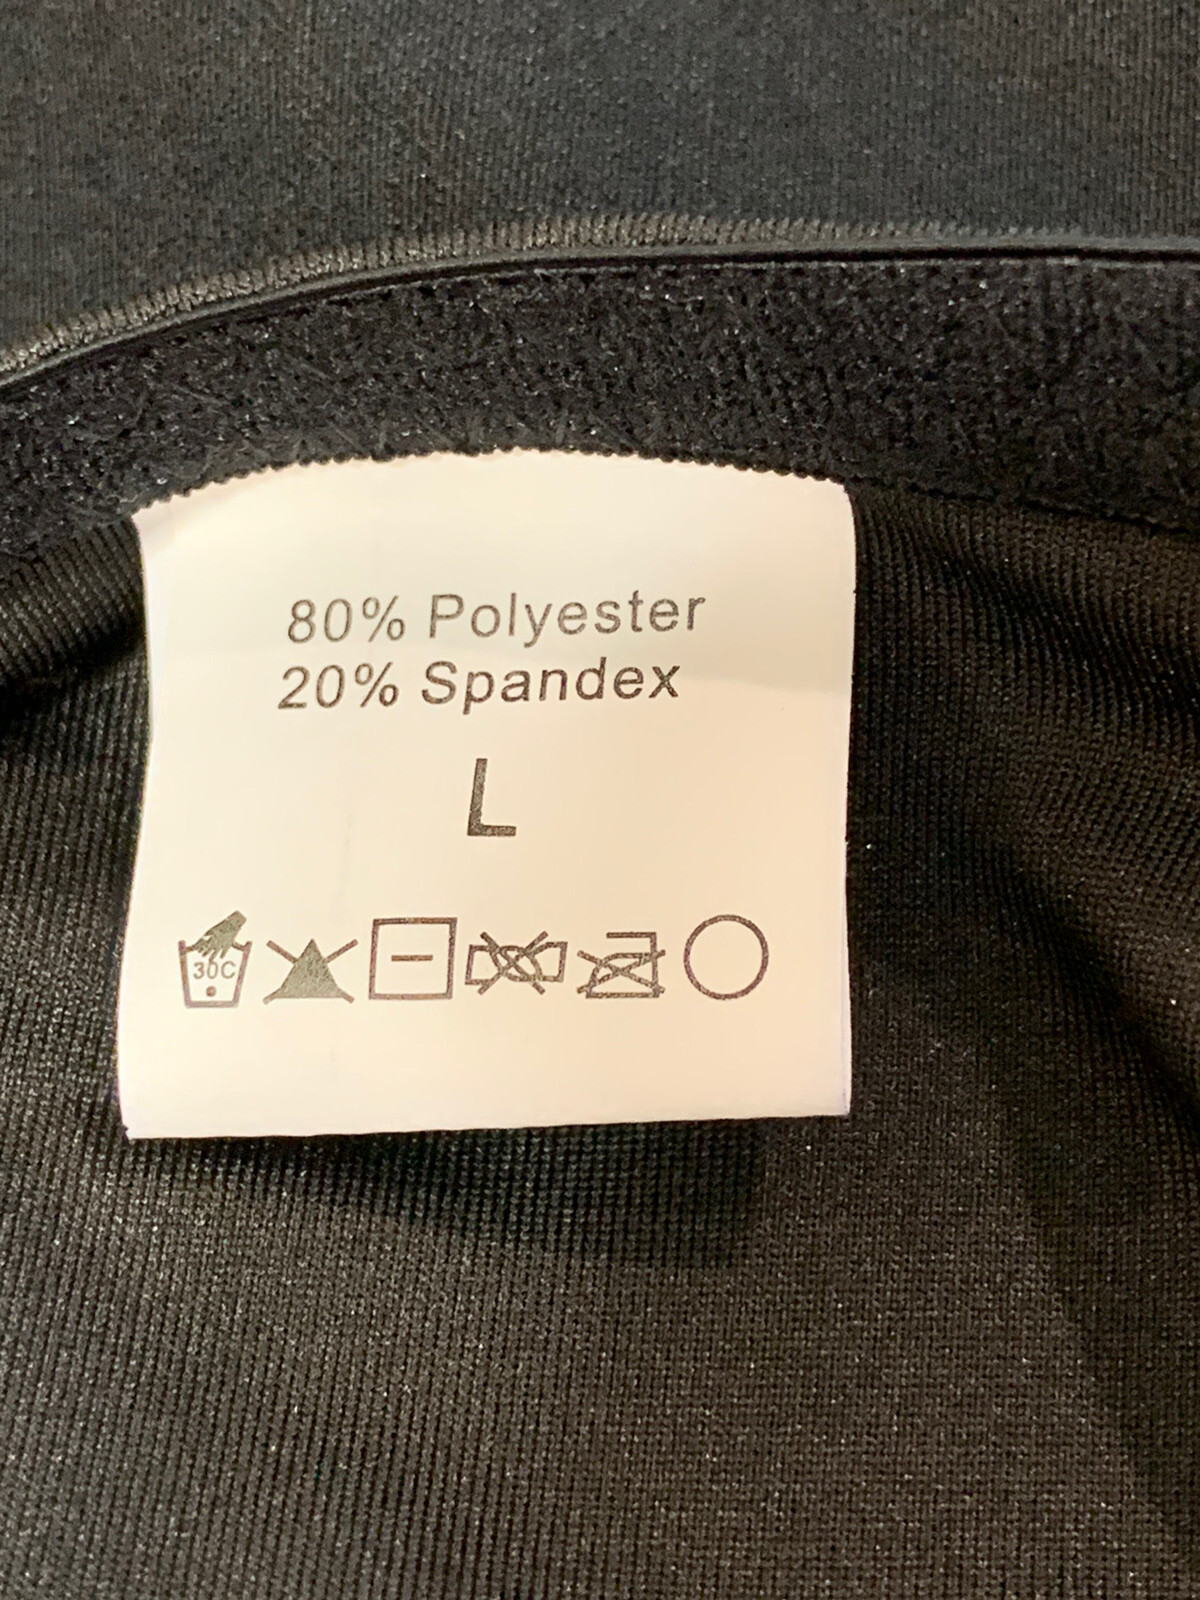 80% Polyester
20% Spandex
L
30C